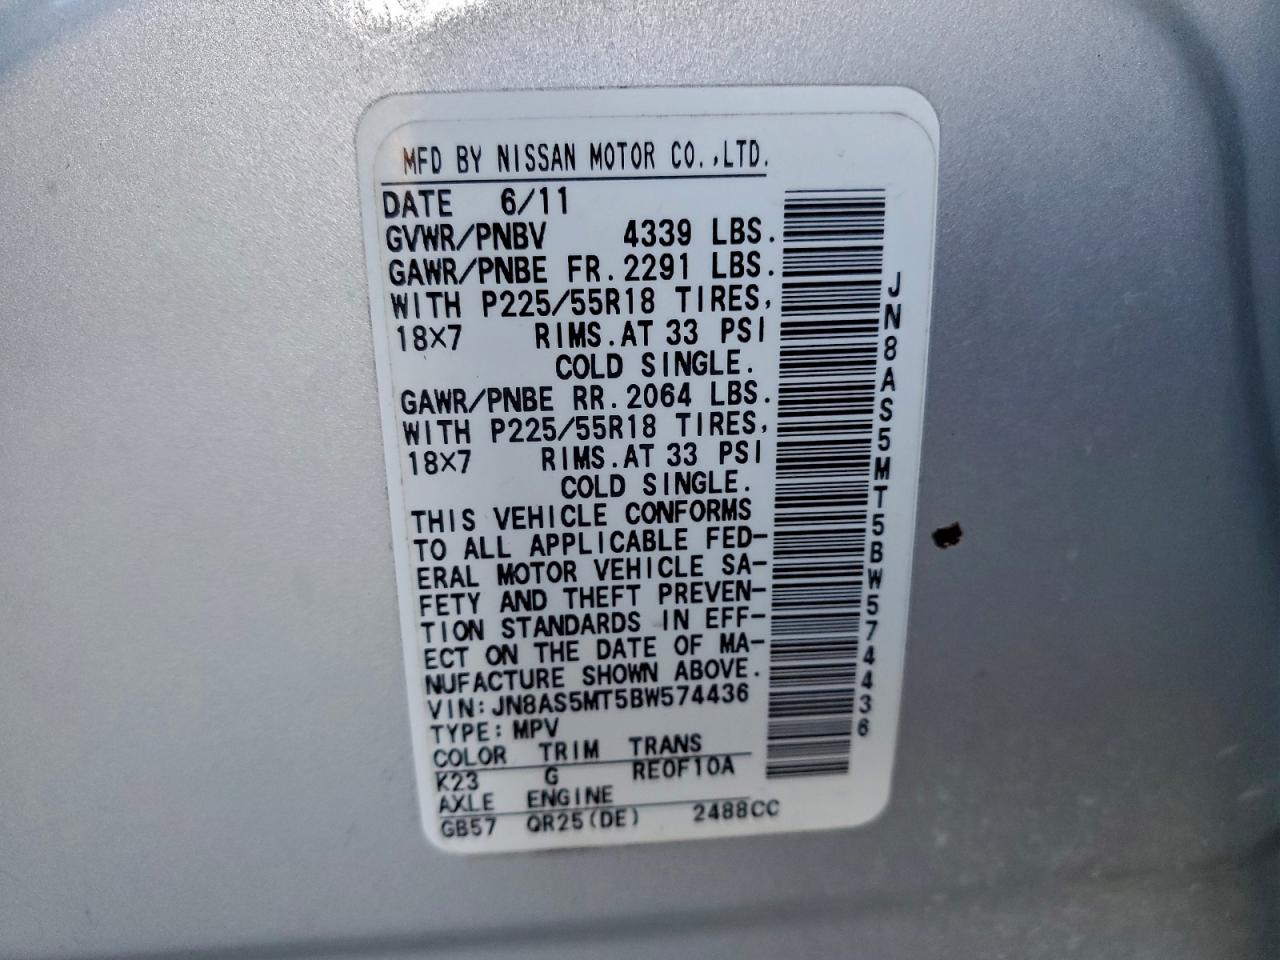 MFD BY NISSAN MOTOR CO.,LTD.
DATE 6/11
GVWR/PNBV 4339 LBS.
GAWR/PNBE FR.2291 LBS.
WITH P225/55R18 TIRES,
18×7 RIMS.AT 33 PSI
COLD SINGLE.
GAWR/PNBE RR.2064 LBS.
WITH P225/55R18 TIRES,
18×7 RIMS.AT 33 PSI
COLD SINGLE.
THIS VEHICLE CONFORMS
TO ALL APPLICABLE FED-
ERAL MOTOR VEHICLE SA-
FETY AND THEFT PREVEN-
TION STANDARDS IN EFF-
ECT ON THE DATE OF MA-
NUFACTURE SHOWN ABOVE.
VIN:JN8AS5MT5BW574436
TYPE:MPV
COLOR TRIM TRANS
K23 G RE0F10A
AXLE ENGINE
GB57 QR25(DE) 2488CC
JN8AS5MT5BW574436